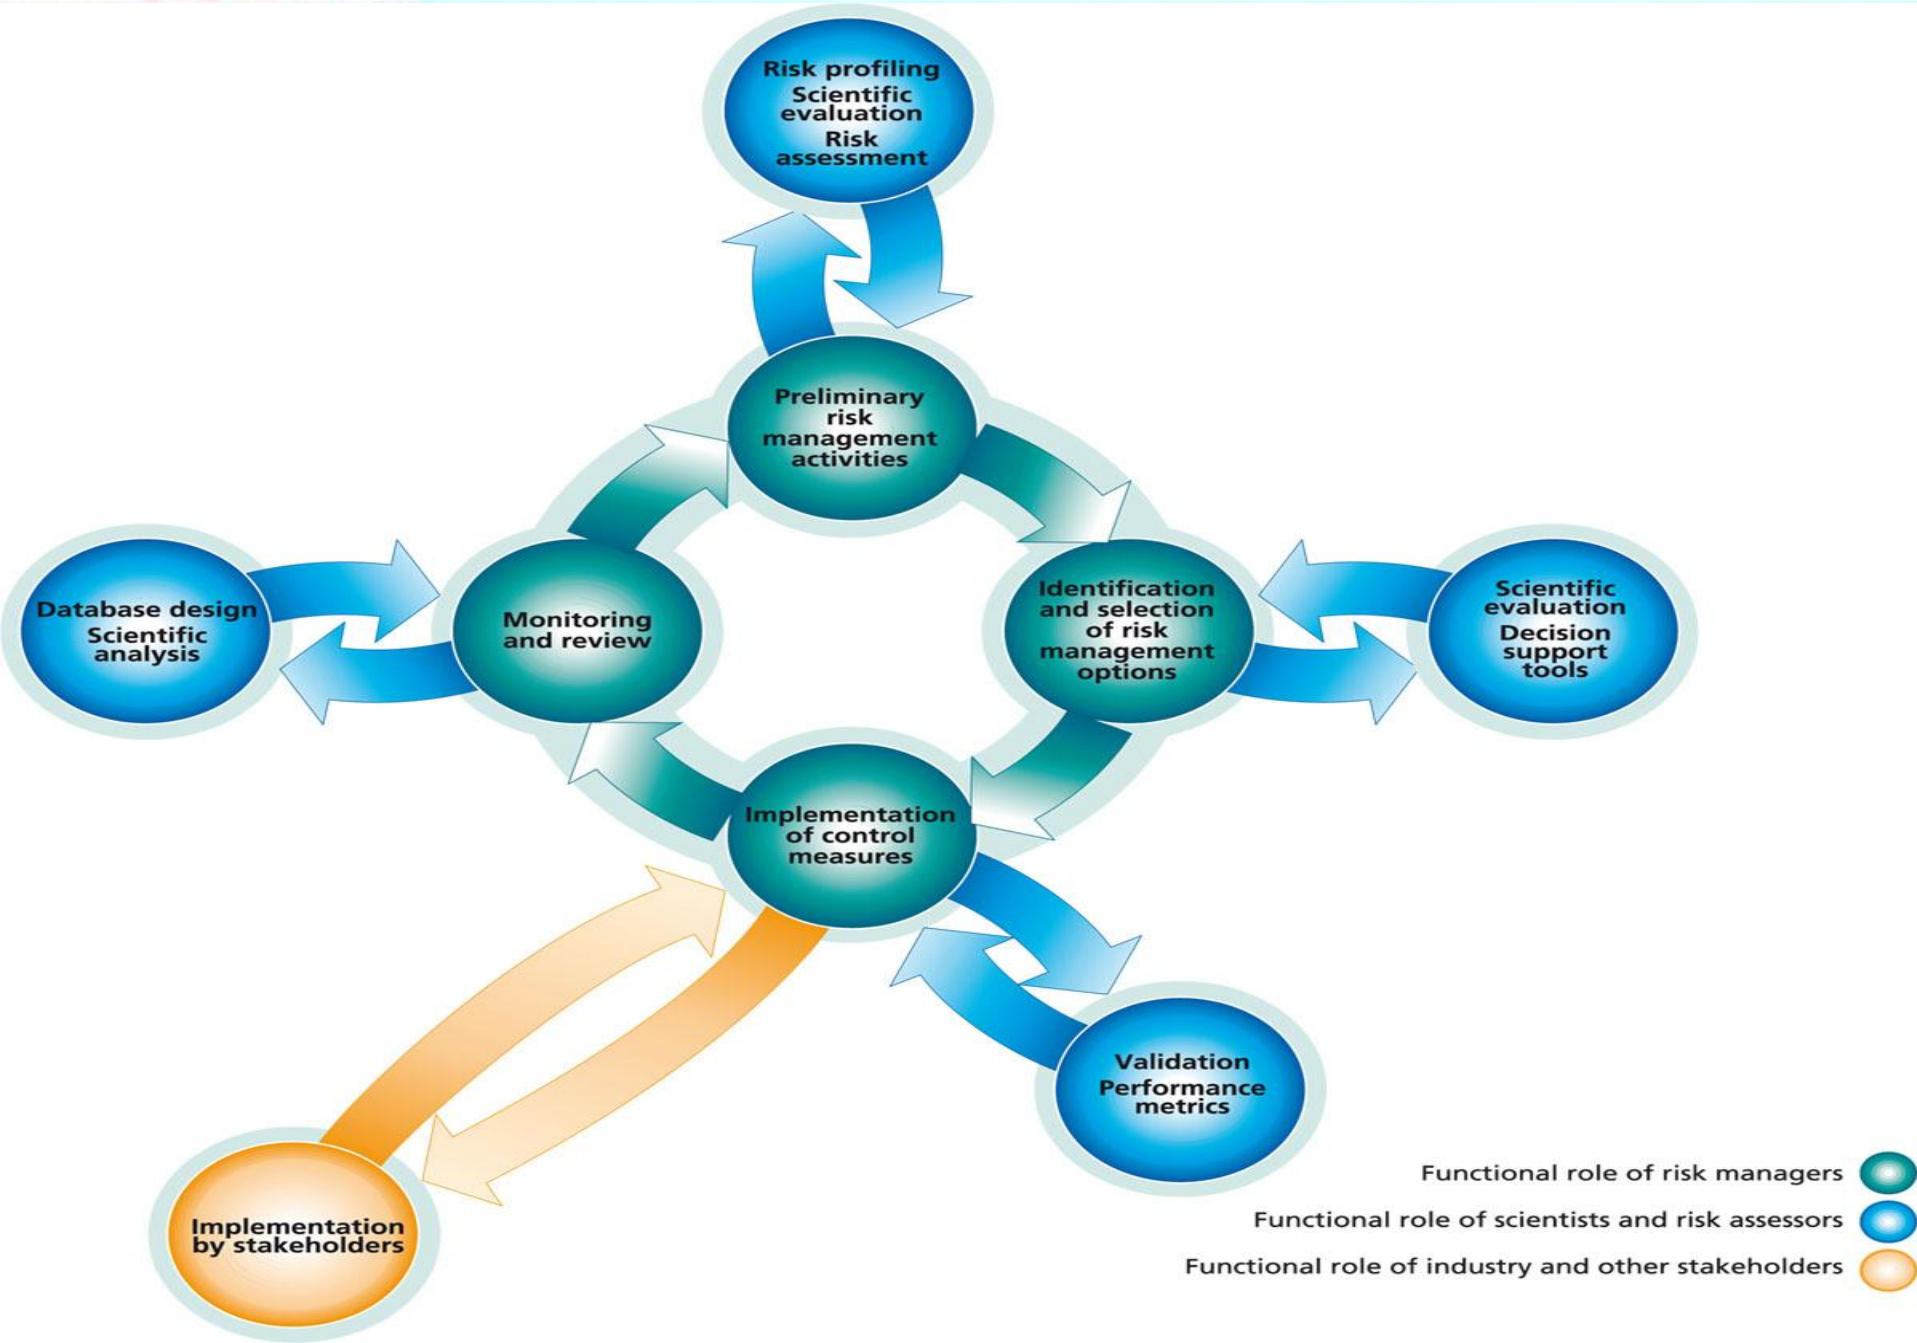 Risk profiling
Scientific
evaluation
Risk
assessment
Preliminary
risk
management
activities
Database design
Scientific
analysis
Monitoring
and review
Identification
and selection
of risk
management
options
Scientific
evaluation
Decision
support
tools
Implementation
of control
measures
Validation
Performance
metrics
Implementation
by stakeholders
Functional role of risk managers
Functional role of scientists and risk assessors
Functional role of industry and other stakeholders